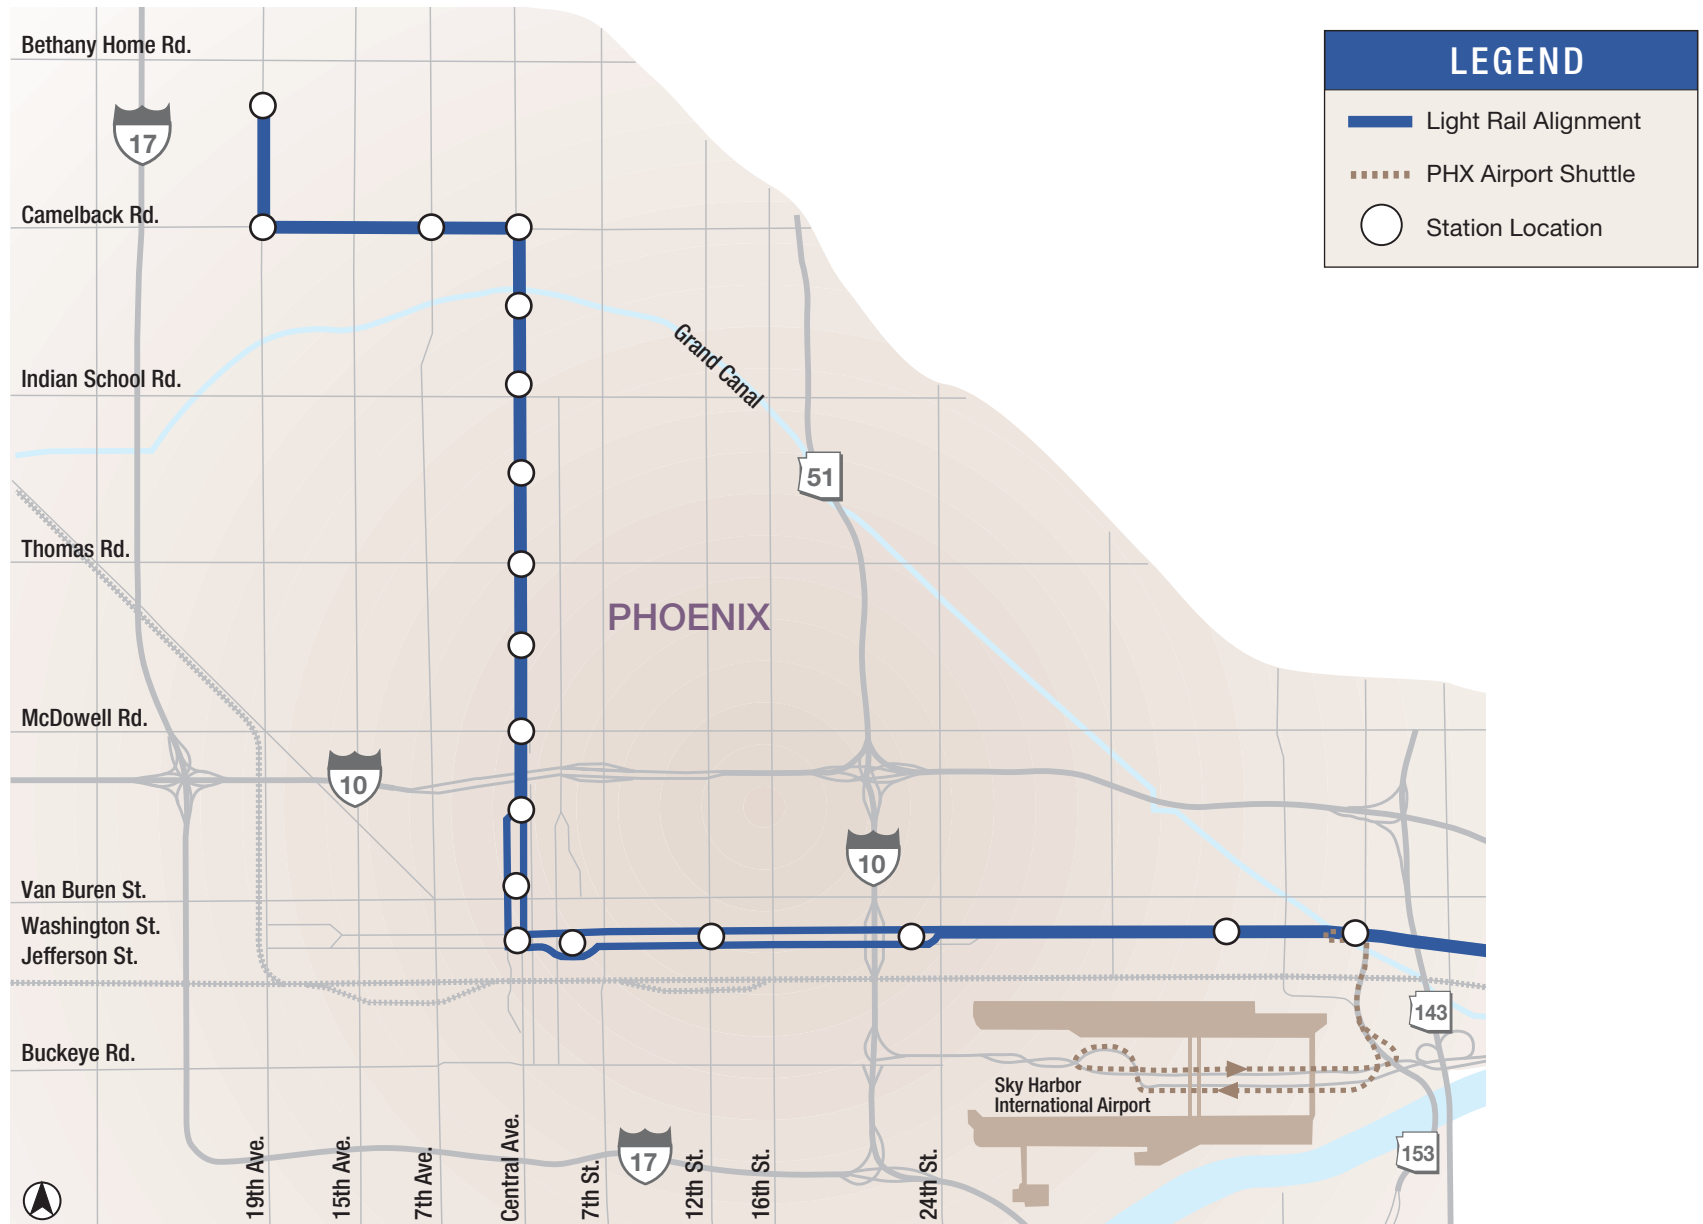 Bethany Home Rd.
17
Camelback Rd.
Indian School Rd.
Grand Canal
51
Thomas Rd.
PHOENIX
McDowell Rd.
10
10
Van Buren St.
Washington St.
Jefferson St.
143
Buckeye Rd.
Sky Harbor
International Airport
153
17
19th Ave.
15th Ave.
7th Ave.
Central Ave.
7th St.
12th St.
16th St.
24th St.
LEGEND
Light Rail Alignment
PHX Airport Shuttle
Station Location